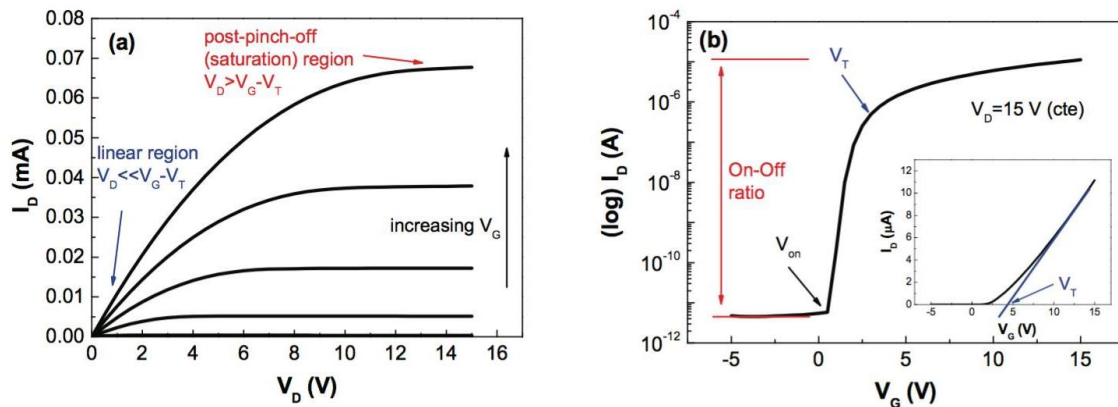 (a)
post-pinch-off
(saturation) region
V_D>V_G-V_T
linear region
V_D<<V_G-V_T
increasing V_G
0.08
0.07
0.06
0.05
0.04
0.03
0.02
0.01
0.00
I_D (mA)
0 2 4 6 8 10 12 14 16
V_D (V)
(b)
V_T
V_D=15 V (cte)
On-Off
ratio
V_on
10^-4
10^-6
10^-8
10^-10
10^-12
(log) I_D (A)
-5 0 5 10 15
V_G (V)
12
10
8
6
4
2
0
I_D (μA)
V_T
-5 0 5 10 15
V_G (V)